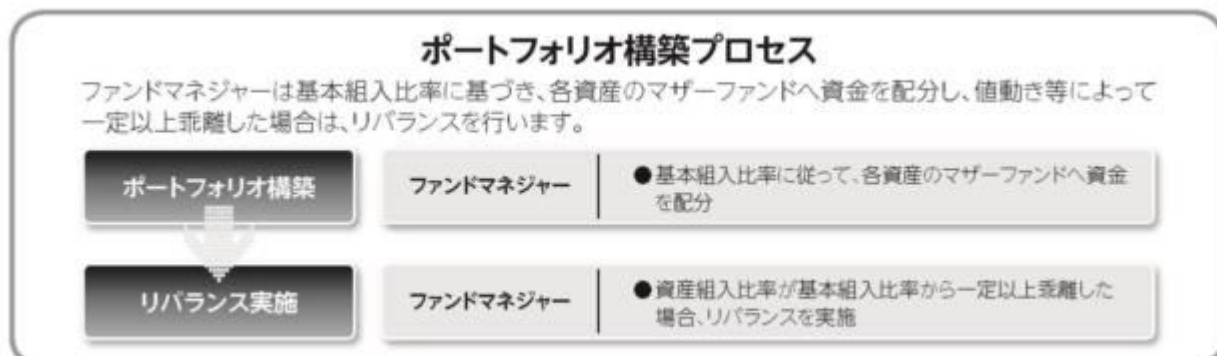 ポートフォリオ構築プロセス
ファンドマネジャーは基本組入比率に基づき、各資産のマザーファンドへ資金を配分し、値動き等によって
一定以上乖離した場合は、リバランスを行います。
ポートフォリオ構築
ファンドマネジャー
●基本組入比率に従って、各資産のマザーファンドへ資金
を配分
リバランス実施
ファンドマネジャー
●資産組入比率が基本組入比率から一定以上乖離した
場合、リバランスを実施